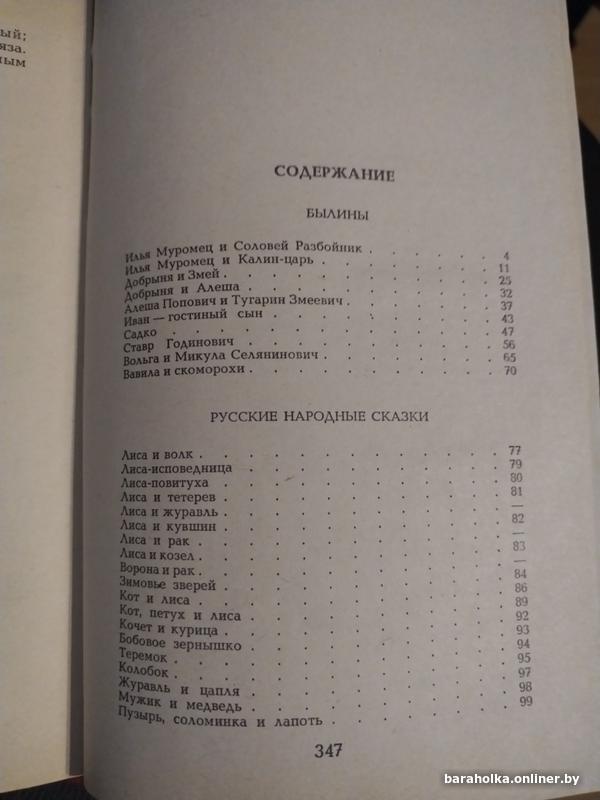 ый;
яза.
ным
СОДЕРЖАНИЕ
БЫЛИНЫ
Илья Муромец и Соловей Разбойник . . . . . . 4
Илья Муромец и Калин-царь . . . . . . . . 11
Добрыня и Змей . . . . . . . . . . . 25
Добрыня и Алеша . . . . . . . . . . 32
Алеша Попович и Тугарин Змеевич . . . . . . . 37
Иван — гостиный сын . . . . . . . . . 43
Садко . . . . . . . . . . . . . 47
Ставр Годинович . . . . . . . . . . 56
Вольга и Микула Селянинович . . . . . . . . 65
Вавила и скоморохи . . . . . . . . . . 70
РУССКИЕ НАРОДНЫЕ СКАЗКИ
Лиса и волк . . . . . . . . . . . . 77
Лиса-исповедница . . . . . . . . . . 79
Лиса-повитуха . . . . . . . . . . . 80
Лиса и тетерев . . . . . . . . . . . 81
Лиса и журавль . . . . . . . . . . . —
Лиса и кувшин . . . . . . . . . . . 82
Лиса и рак . . . . . . . . . . . . —
Лиса и козел . . . . . . . . . . . . 83
Ворона и рак . . . . . . . . . . . . —
Зимовье зверей . . . . . . . . . . . 84
Кот и лиса . . . . . . . . . . . . 86
Кот, петух и лиса . . . . . . . . . . 89
Кочет и курица . . . . . . . . . . . 92
Бобовое зернышко . . . . . . . . . . 93
Теремок . . . . . . . . . . . . . 94
Колобок . . . . . . . . . . . . . 95
Журавль и цапля . . . . . . . . . . 97
Мужик и медведь . . . . . . . . . . 98
Пузырь, соломинка и лапоть . . . . . . . 99
347
baraholka.onliner.by